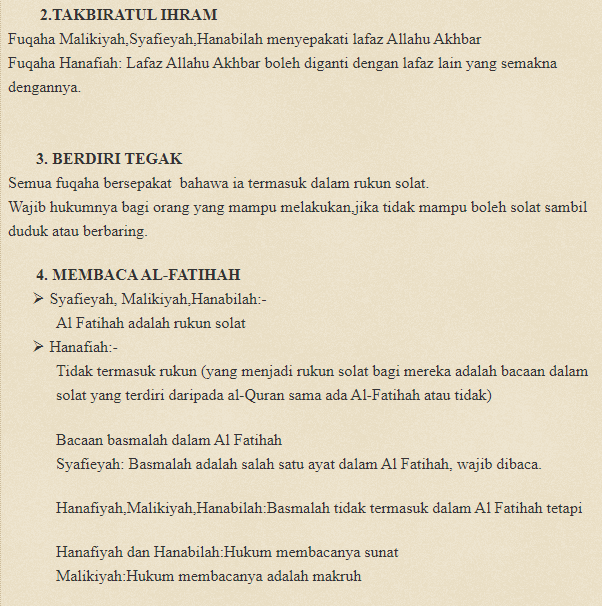 2.TAKBIRATUL IHRAM
Fuqaha Malikiyah,Syafieyah,Hanabilah menyepakati lafaz Allahu Akhbar
Fuqaha Hanafiah: Lafaz Allahu Akhbar boleh diganti dengan lafaz lain yang semakna
dengannya.
3. BERDIRI TEGAK
Semua fuqaha bersepakat bahawa ia termasuk dalam rukun solat.
Wajib hukumnya bagi orang yang mampu melakukan,jika tidak mampu boleh solat sambil
duduk atau berbaring.
4. MEMBACA AL-FATIHAH
➢ Syafieyah, Malikiyah,Hanabilah:-
Al Fatihah adalah rukun solat
➢ Hanafiah:-
Tidak termasuk rukun (yang menjadi rukun solat bagi mereka adalah bacaan dalam
solat yang terdiri daripada al-Quran sama ada Al-Fatihah atau tidak)
Bacaan basmalah dalam Al Fatihah
Syafieyah: Basmalah adalah salah satu ayat dalam Al Fatihah, wajib dibaca.
Hanafiyah,Malikiyah,Hanabilah:Basmalah tidak termasuk dalam Al Fatihah tetapi
Hanafiyah dan Hanabilah:Hukum membacanya sunat
Malikiyah:Hukum membacanya adalah makruh